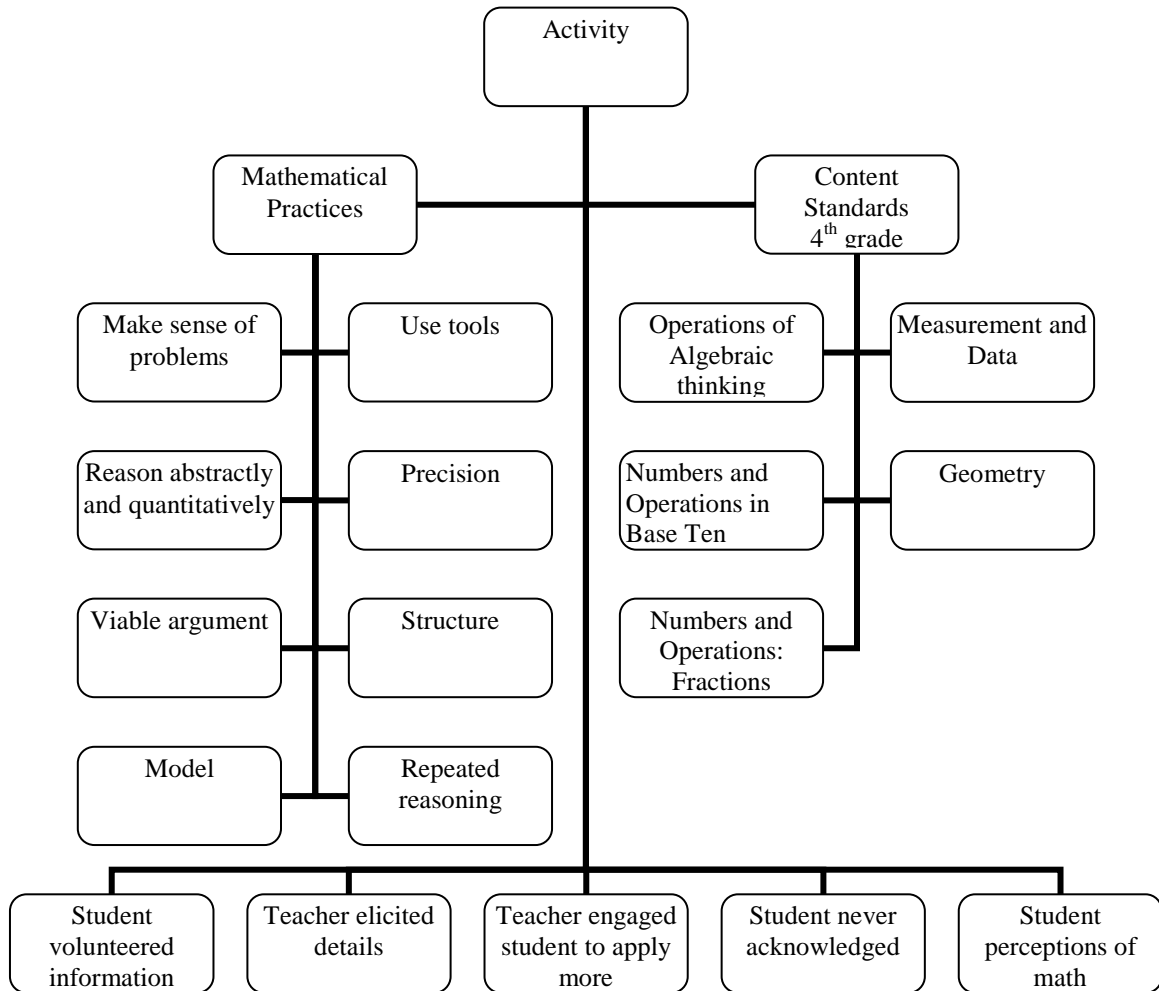 Activity
Mathematical
Practices
Content
Standards
4th grade
Make sense of
problems
Use tools
Operations of
Algebraic
thinking
Measurement and
Data
Reason abstractly
and quantitatively
Precision
Numbers and
Operations in
Base Ten
Geometry
Viable argument
Structure
Numbers and
Operations:
Fractions
Model
Repeated
reasoning
Student
volunteered
information
Teacher elicited
details
Teacher engaged
student to apply
more
Student never
acknowledged
Student
perceptions of
math